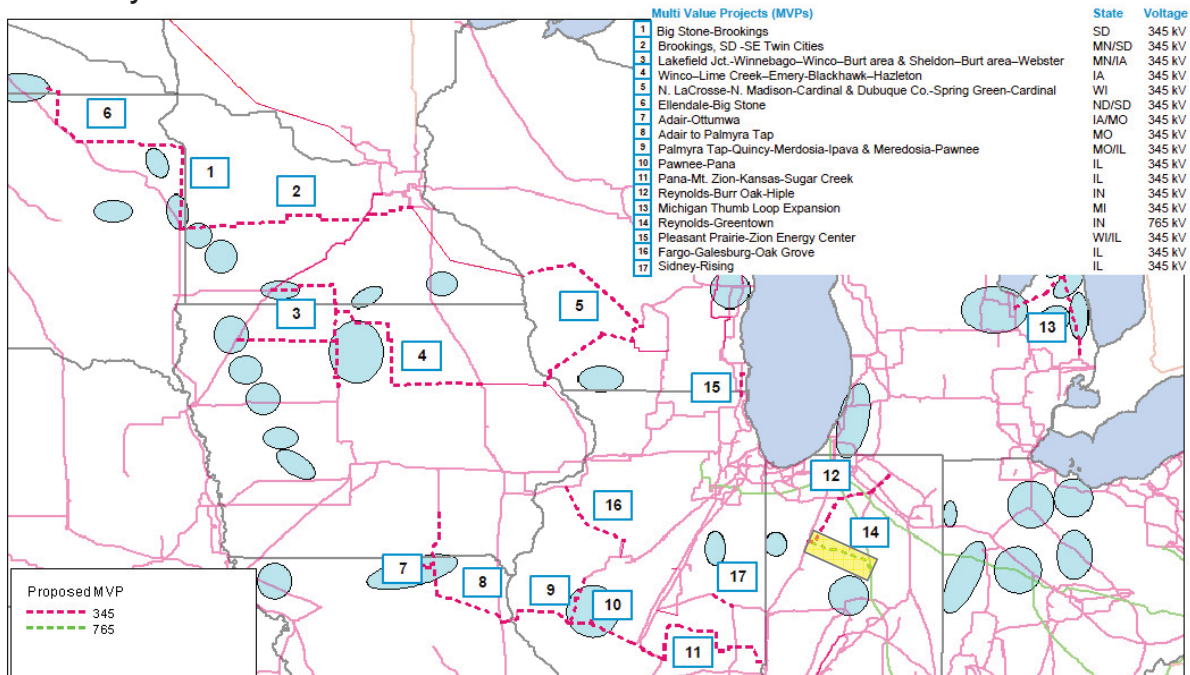 Multi Value Projects (MVPs) State Voltage
1 Big Stone-Brookings SD 345 kV
2 Brookings, SD -SE Twin Cities MN/SD 345 kV
3 Lakefield Jct.-Winnebago–Winco–Burt area & Sheldon–Burt area–Webster MN/IA 345 kV
4 Winco–Lime Creek–Emery-Blackhawk–Hazleton IA 345 kV
5 N. LaCrosse-N. Madison-Cardinal & Dubuque Co.-Spring Green-Cardinal WI 345 kV
6 Ellendale-Big Stone ND/SD 345 kV
7 Adair-Ottumwa IA/MO 345 kV
8 Adair to Palmyra Tap MO 345 kV
9 Palmyra Tap-Quincy-Merdosia-Ipava & Meredosia-Pawnee MO/IL 345 kV
10 Pawnee-Pana IL 345 kV
11 Pana-Mt. Zion-Kansas-Sugar Creek IL 345 kV
12 Reynolds-Burr Oak-Hiple IN 345 kV
13 Michigan Thumb Loop Expansion MI 345 kV
14 Reynolds-Greentown IN 765 kV
15 Pleasant Prairie-Zion Energy Center WI/IL 345 kV
16 Fargo-Galesburg-Oak Grove IL 345 kV
17 Sidney-Rising IL 345 kV
6
1
2
3
5
13
4
15
12
16
14
7
8
9
10
17
11
Proposed MVP
345
765